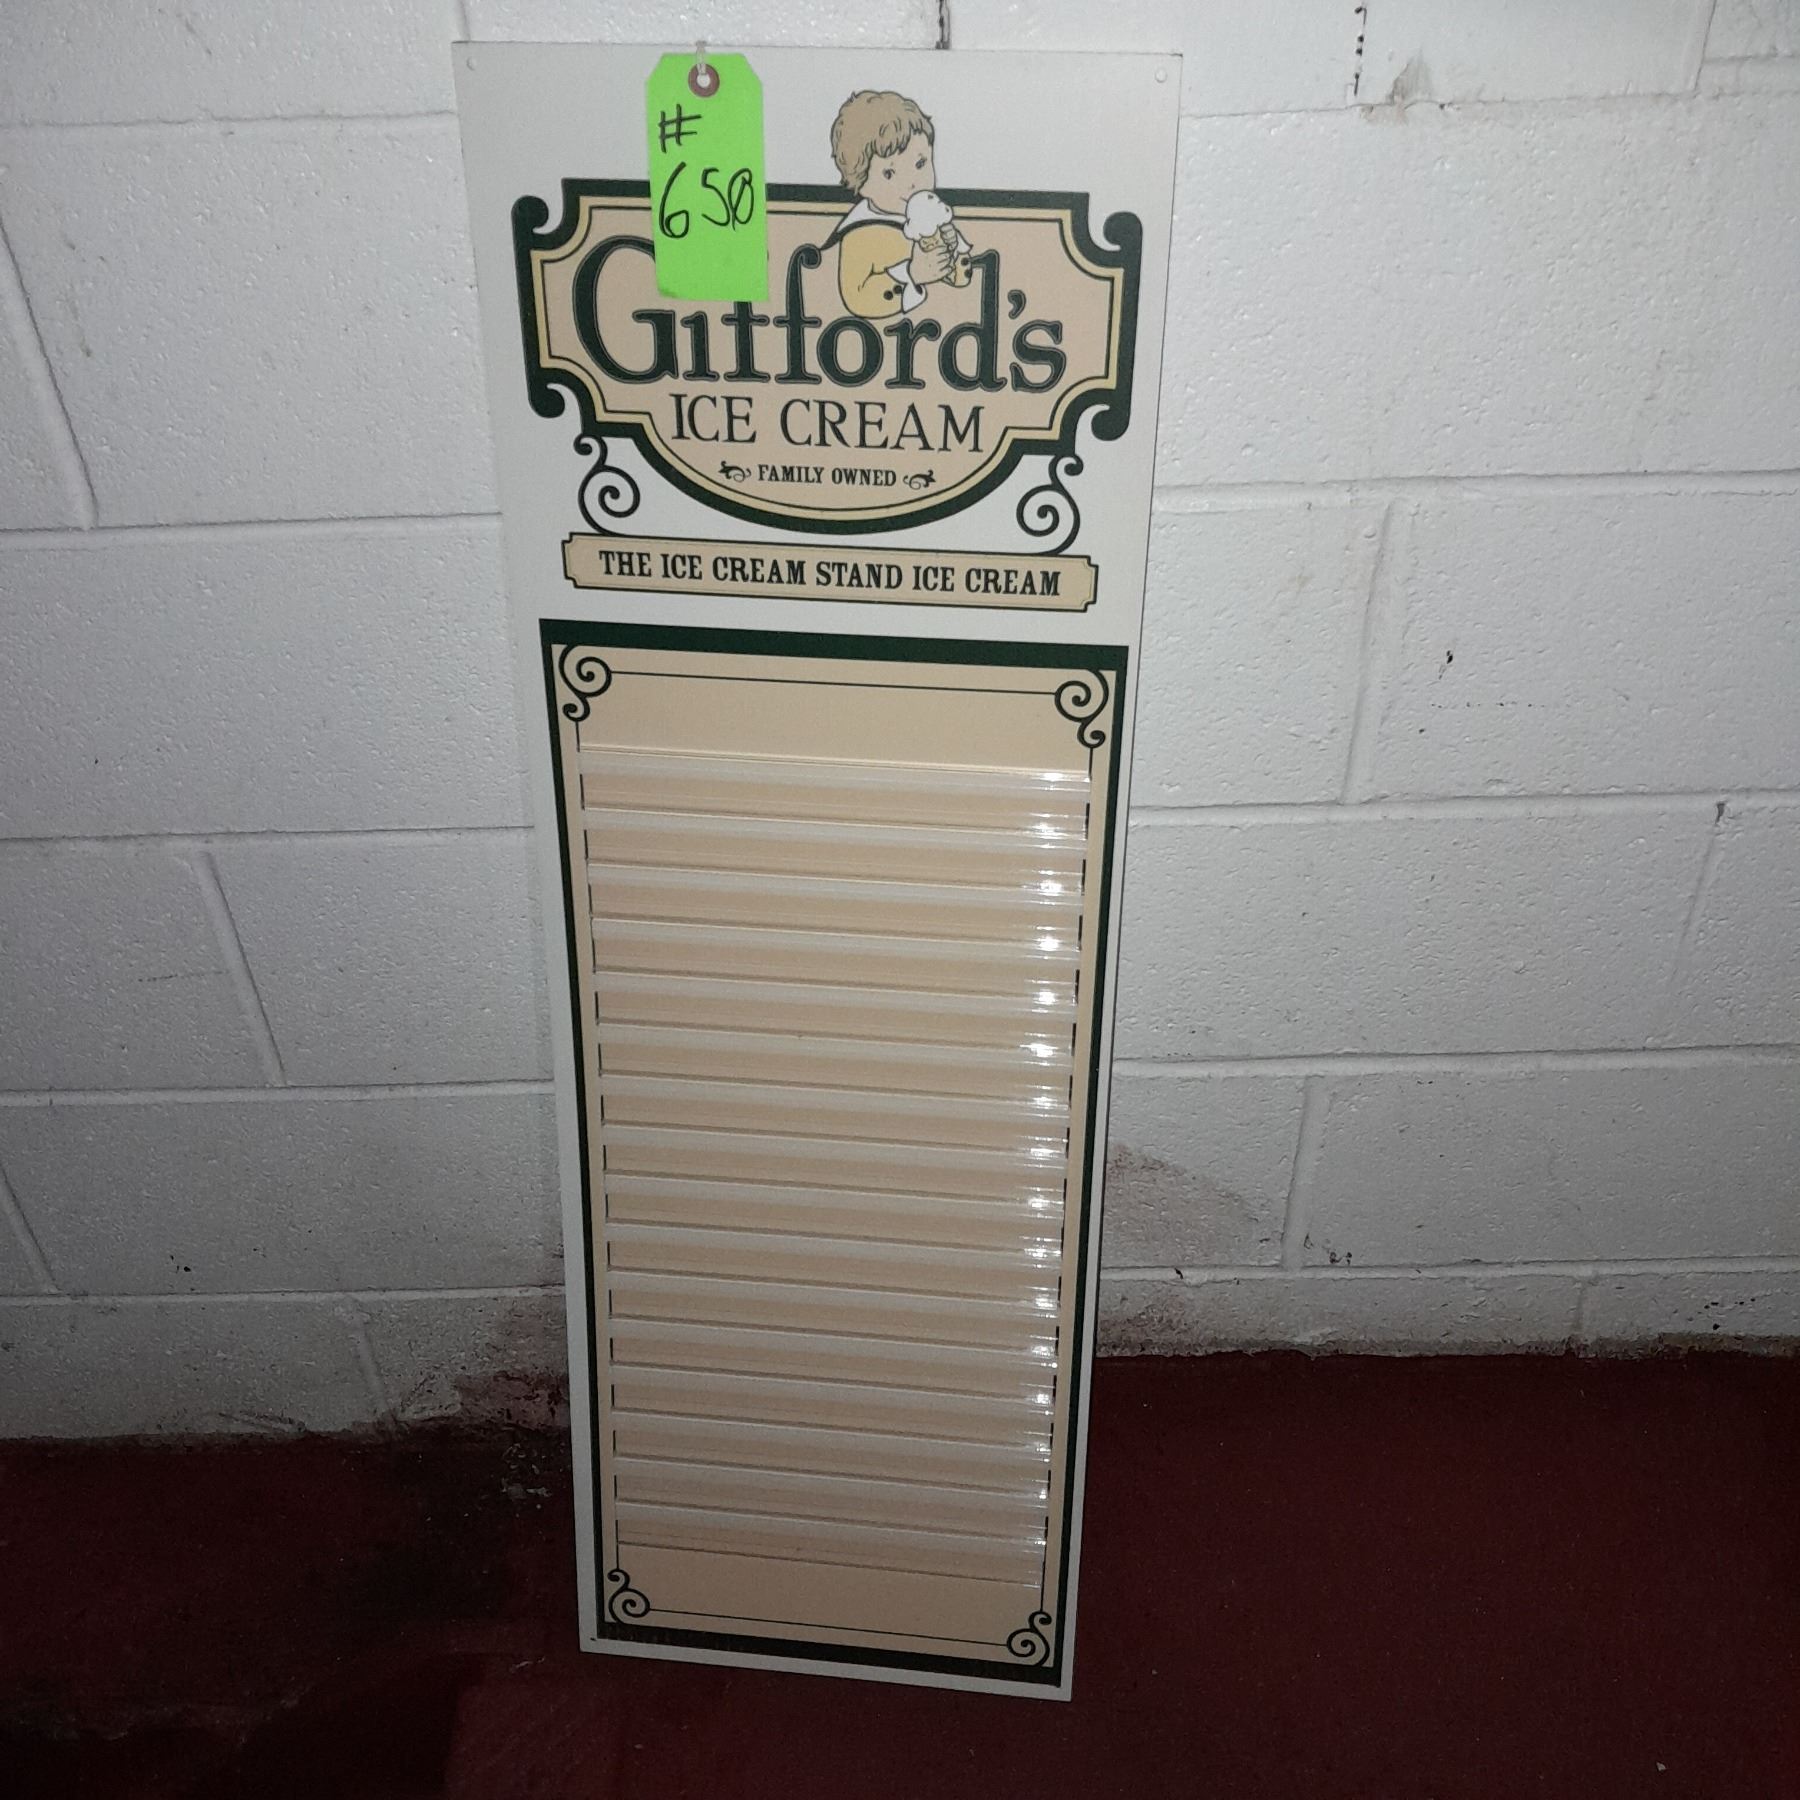 #
650
Gifford's
ICE CREAM
FAMILY OWNED
THE ICE CREAM STAND ICE CREAM